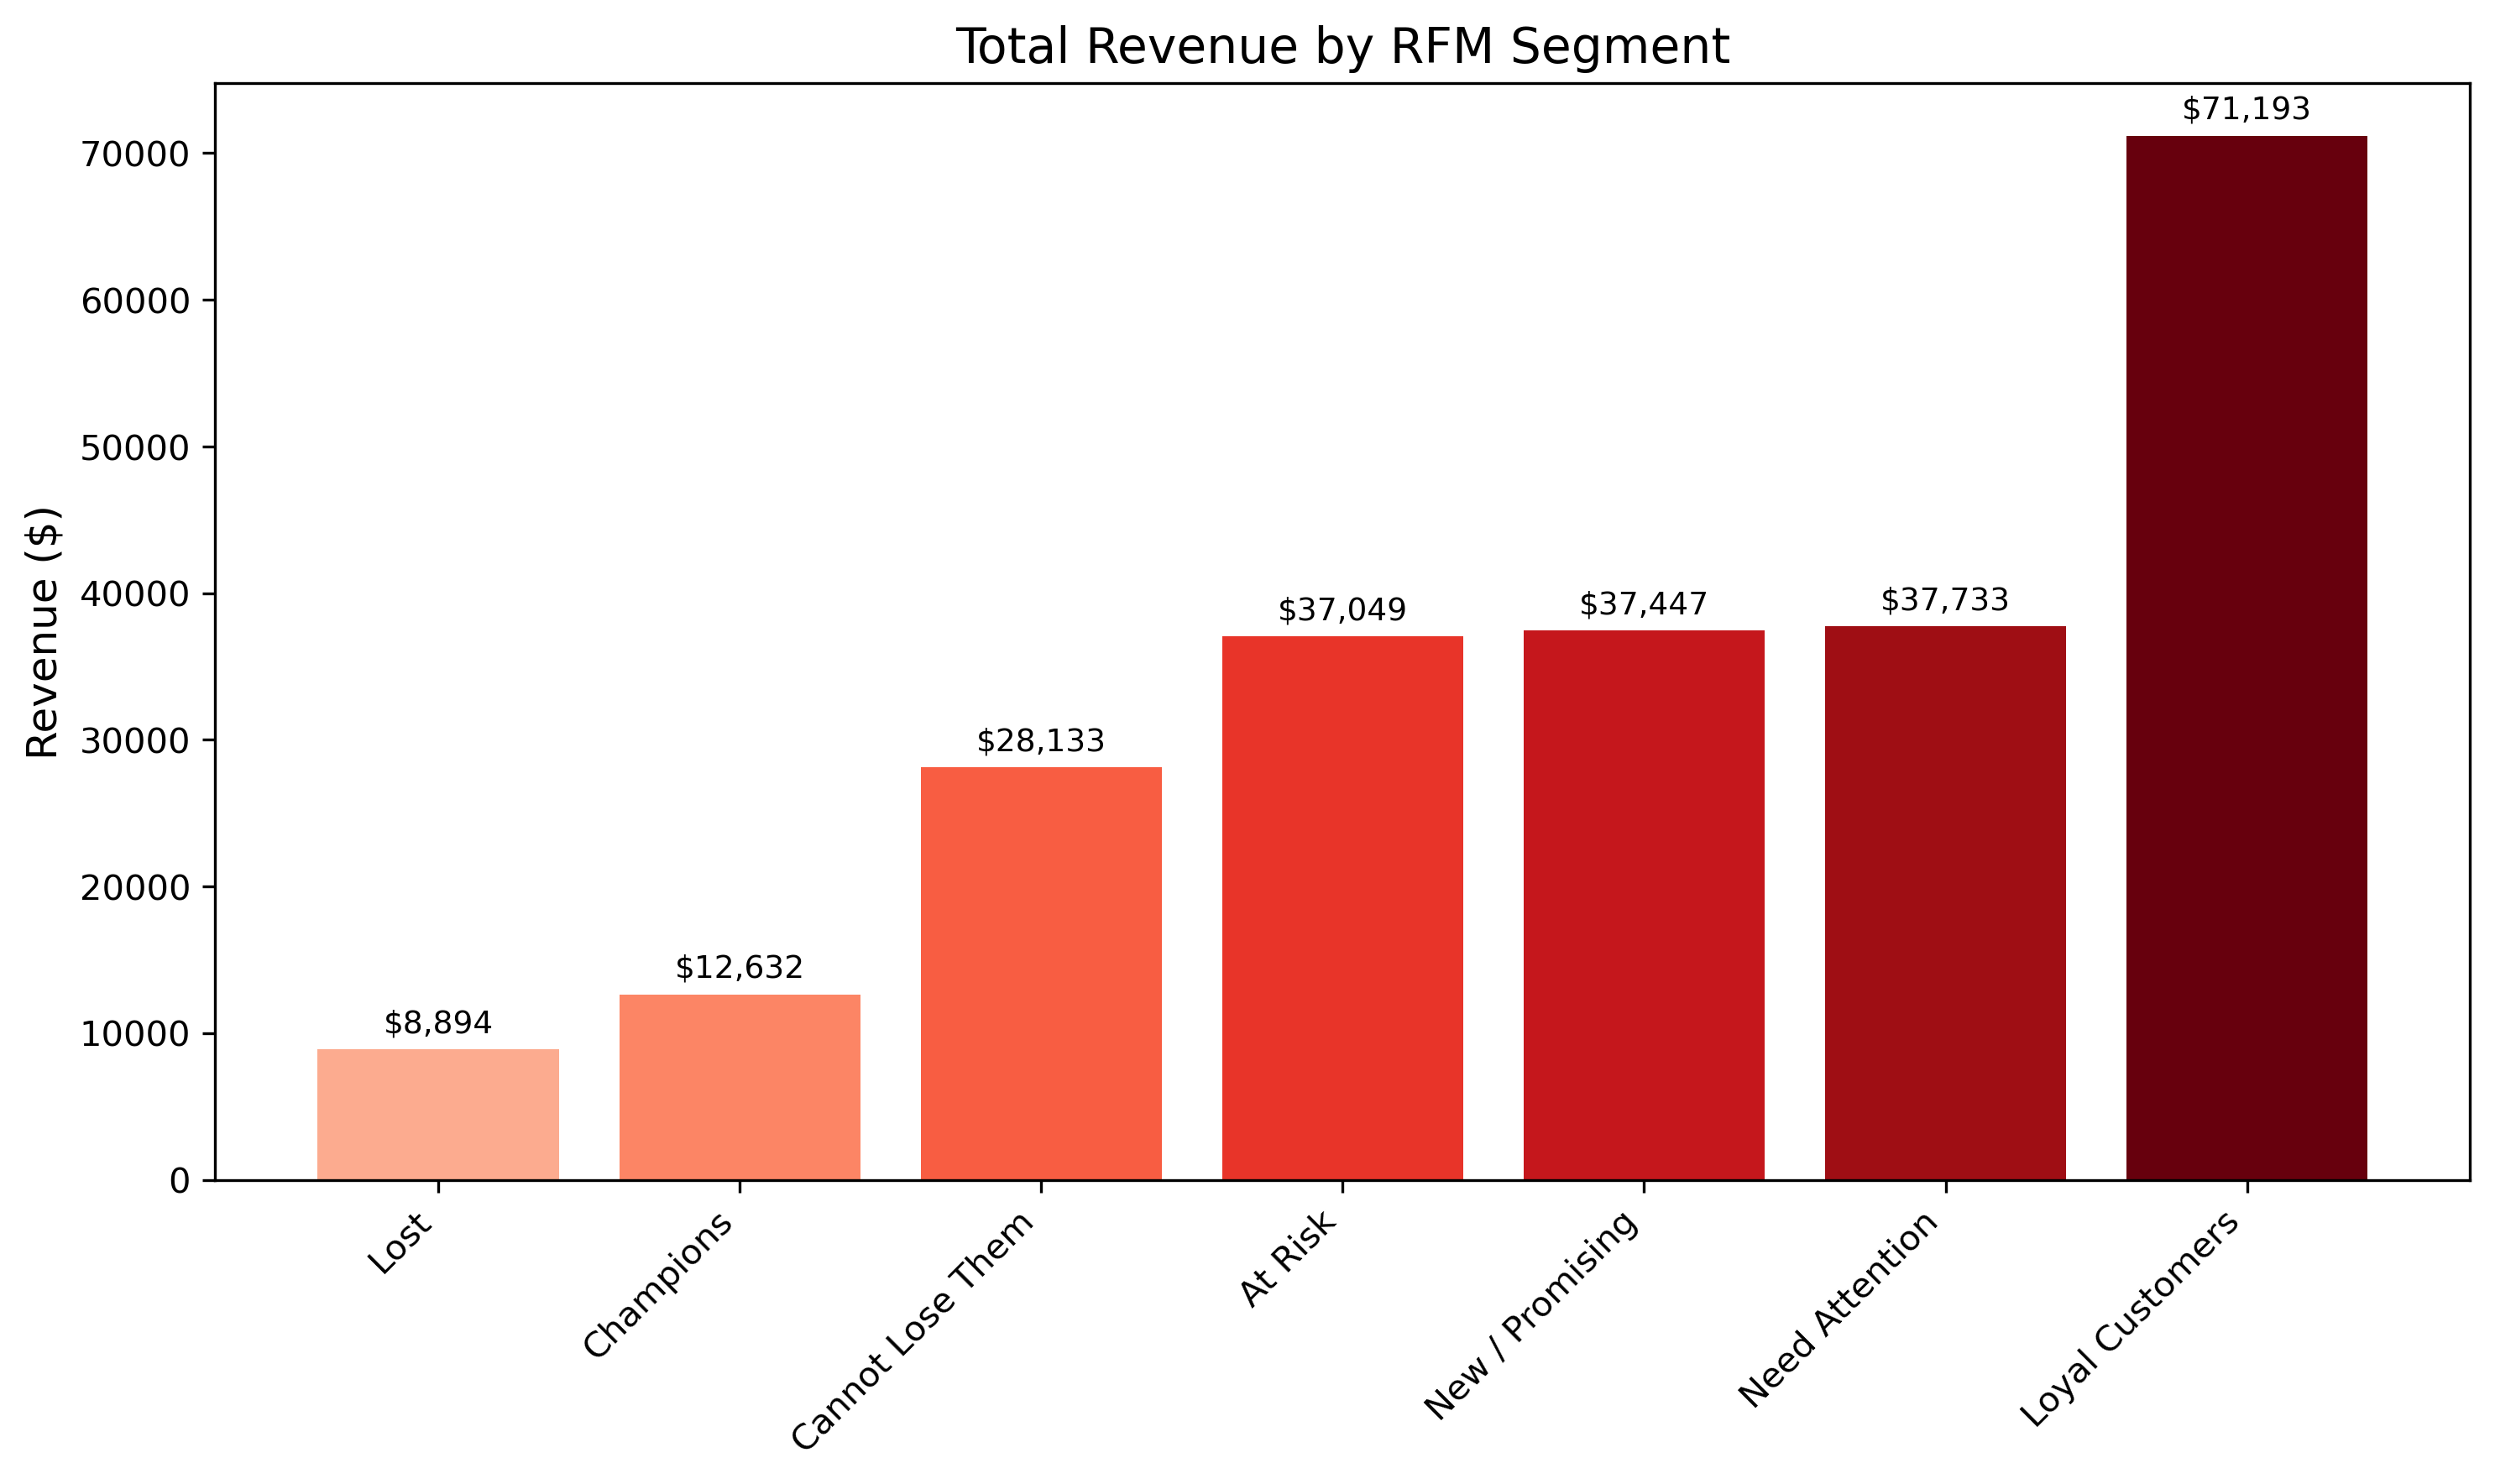 Total Revenue by RFM Segment
Revenue ($)
70000
60000
50000
40000
30000
20000
10000
0
$8,894
$12,632
$28,133
$37,049
$37,447
$37,733
$71,193
Lost
Champions
Cannot Lose Them
At Risk
New / Promising
Need Attention
Loyal Customers